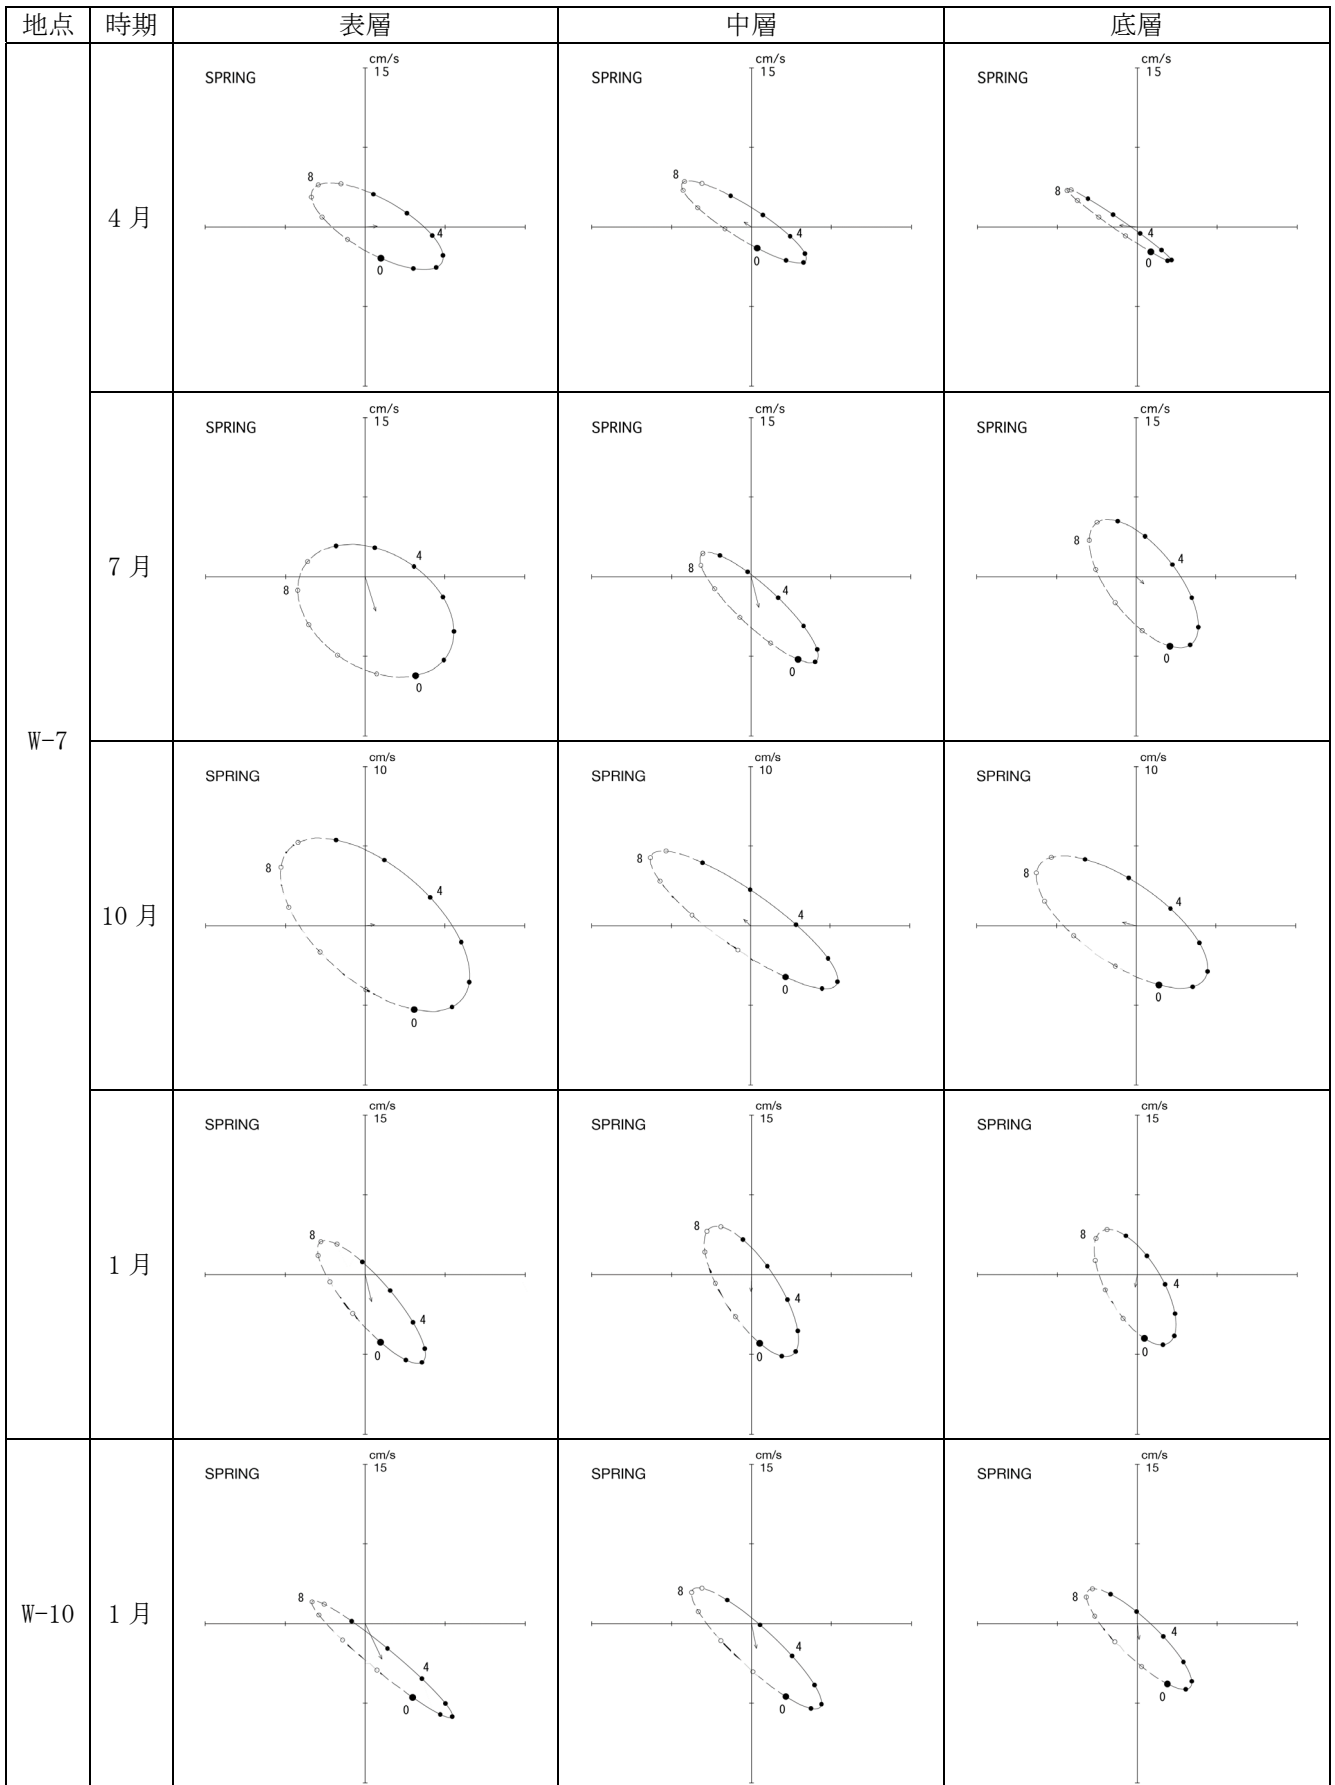 地点 時期 表層 中層 底層
W-7
4 月
SPRING cm/s 15 8 4 0
SPRING cm/s 15 8 4 0
SPRING cm/s 15 8 4 0
7 月
SPRING cm/s 15 4 8 0
SPRING cm/s 15 8 4 0
SPRING cm/s 15 8 4 0
10 月
SPRING cm/s 10 8 4 0
SPRING cm/s 10 8 4 0
SPRING cm/s 10 8 4 0
1 月
SPRING cm/s 15 8 4 0
SPRING cm/s 15 8 4 0
SPRING cm/s 15 8 4 0
W-10
1 月
SPRING cm/s 15 8 4 0
SPRING cm/s 15 8 4 0
SPRING cm/s 15 8 4 0